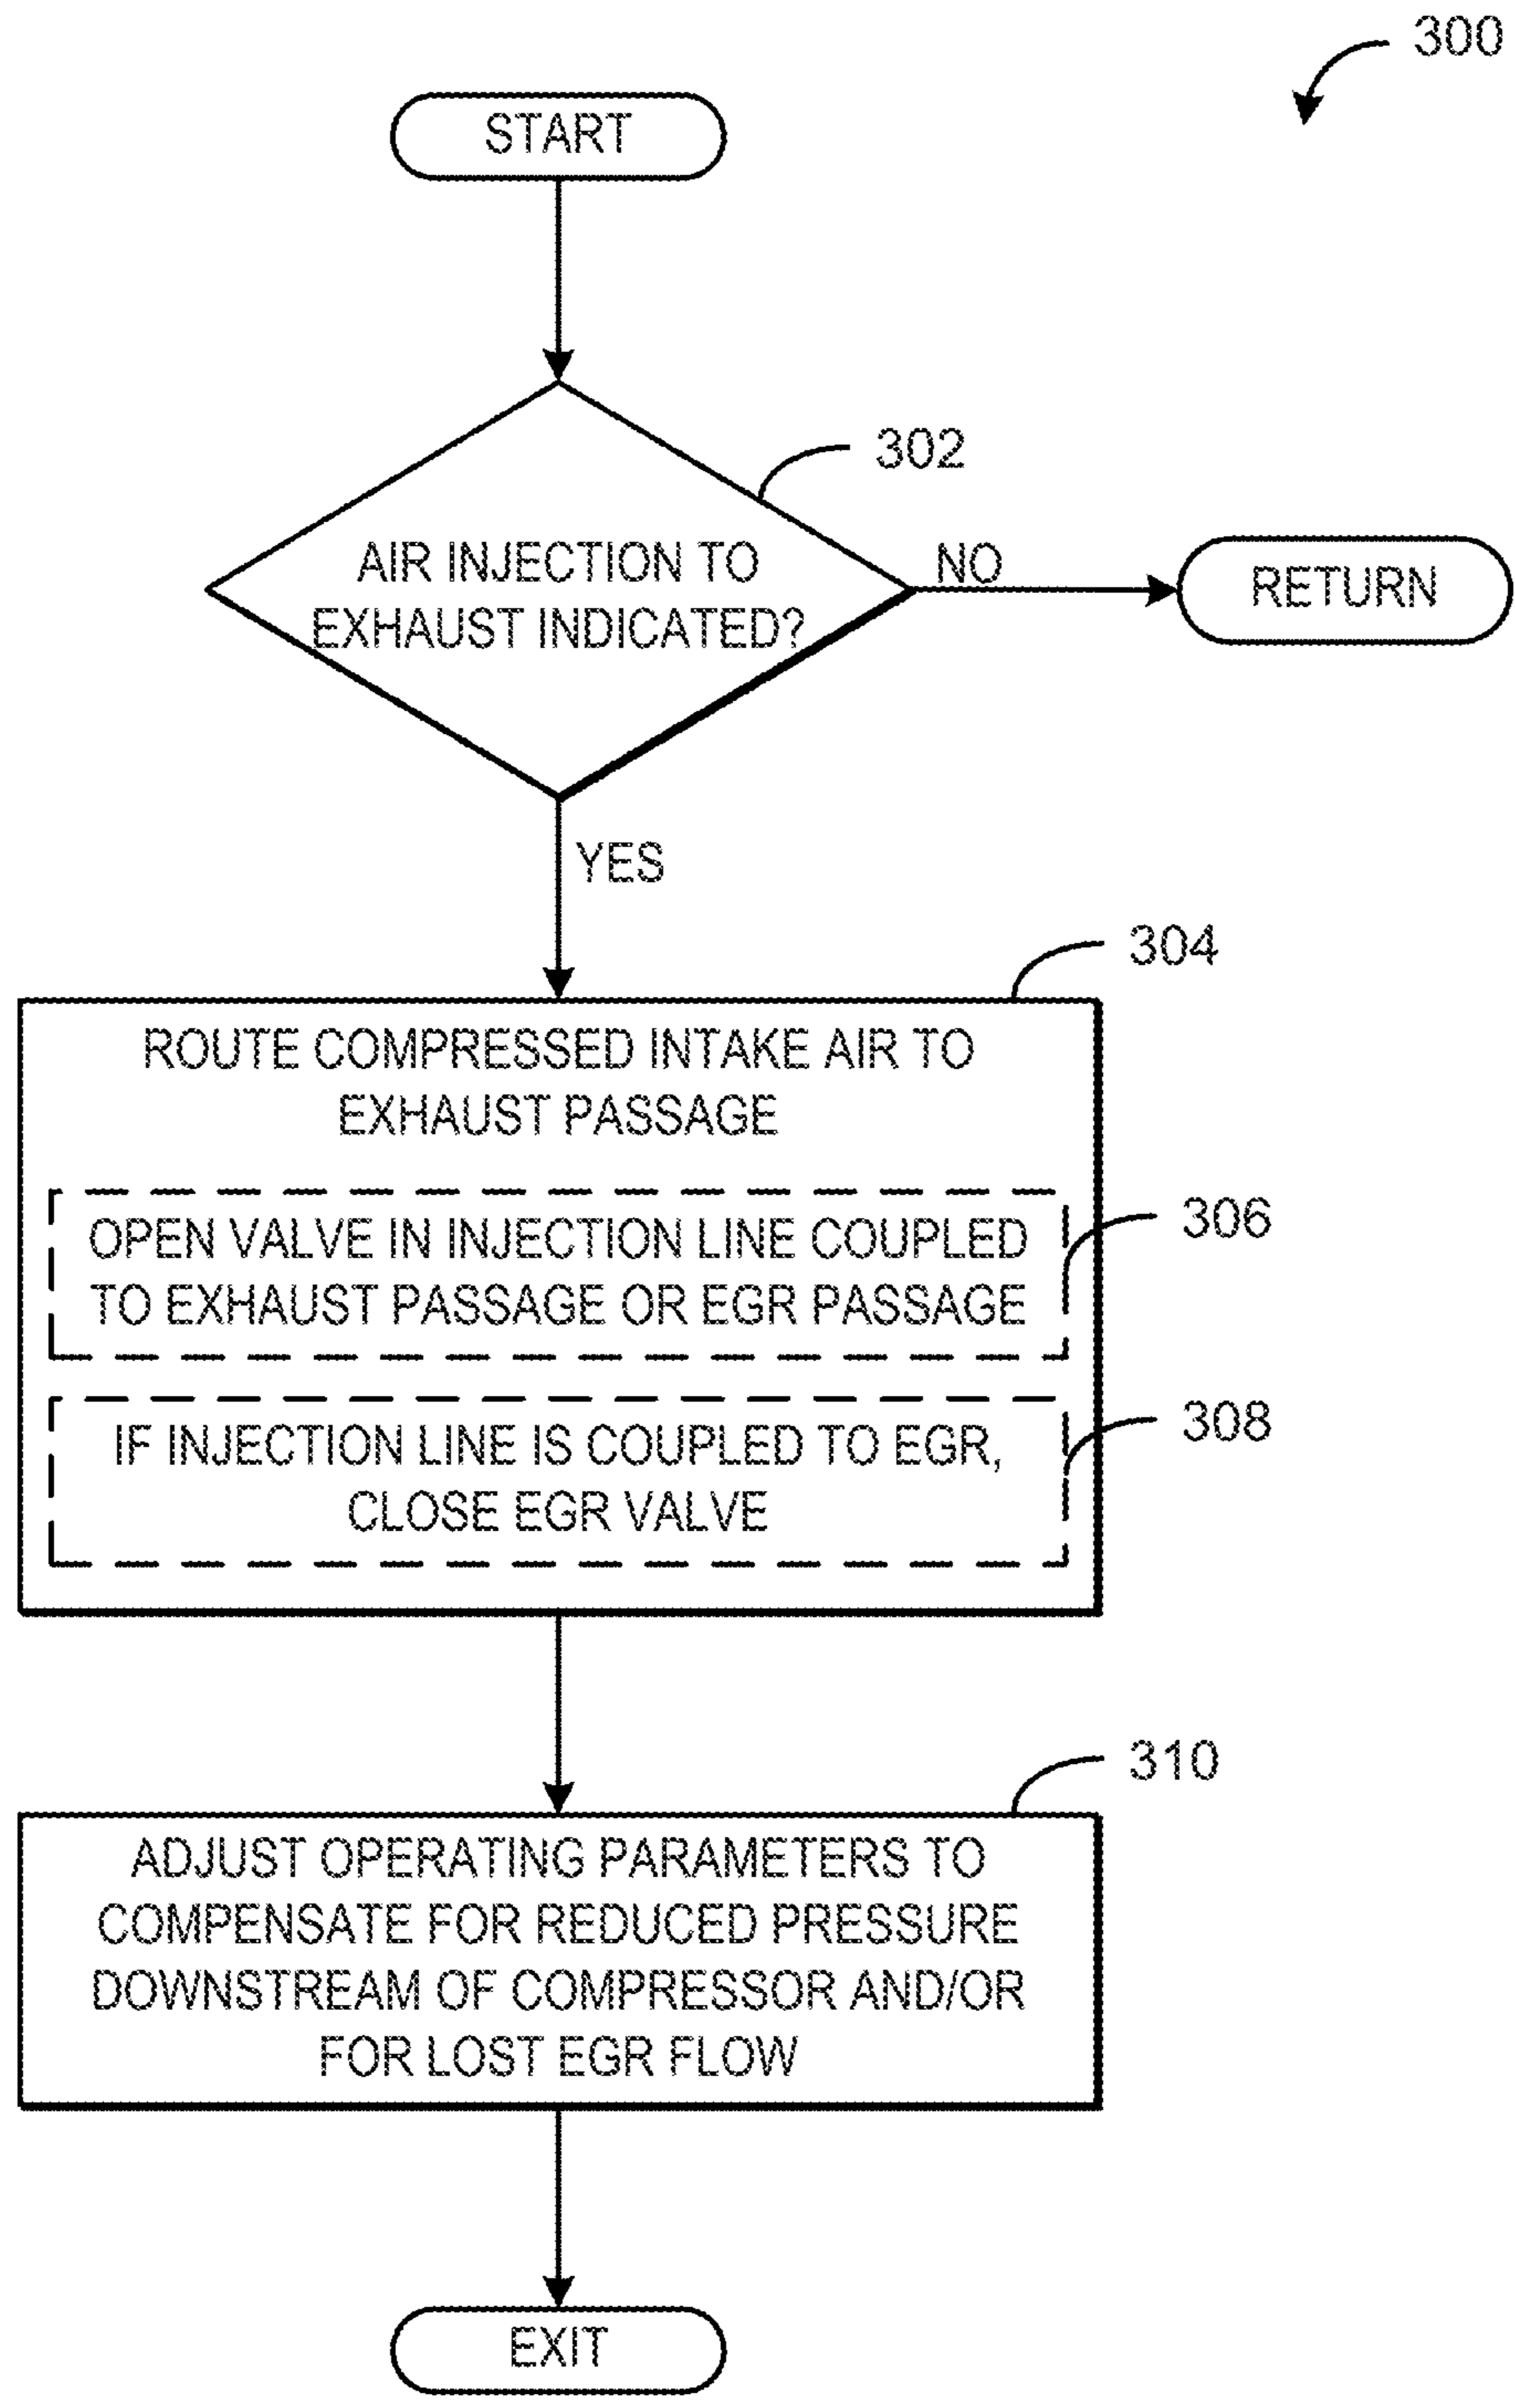 300
START
302
AIR INJECTION TO
EXHAUST INDICATED?
NO
RETURN
YES
304
ROUTE COMPRESSED INTAKE AIR TO
EXHAUST PASSAGE
306
OPEN VALVE IN INJECTION LINE COUPLED
TO EXHAUST PASSAGE OR EGR PASSAGE
308
IF INJECTION LINE IS COUPLED TO EGR,
CLOSE EGR VALVE
310
ADJUST OPERATING PARAMETERS TO
COMPENSATE FOR REDUCED PRESSURE
DOWNSTREAM OF COMPRESSOR AND/OR
FOR LOST EGR FLOW
EXIT